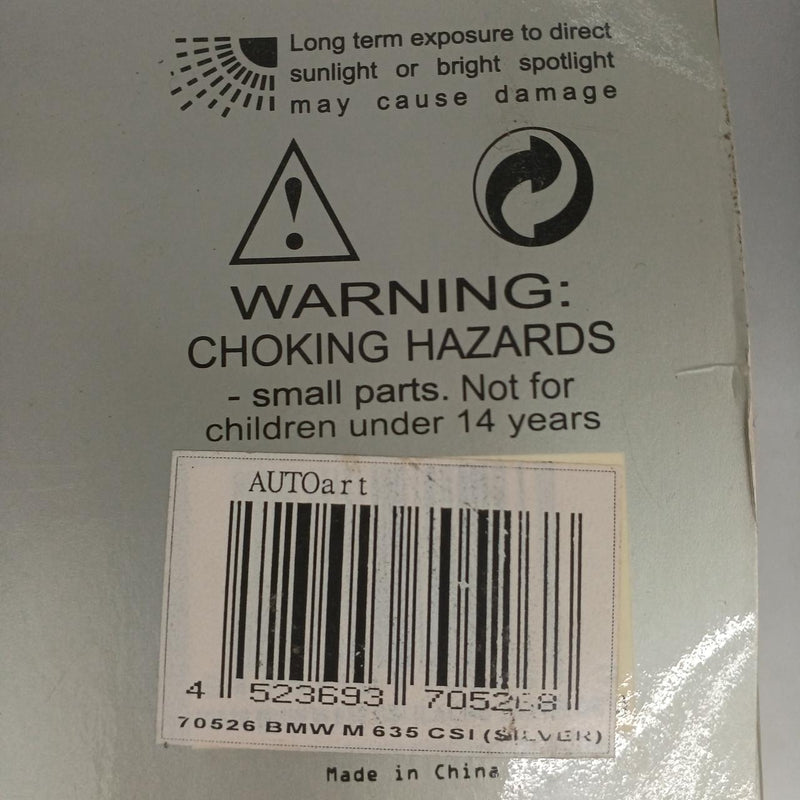 Long term exposure to direct
sunlight or bright spotlight
may cause damage
WARNING:
CHOKING HAZARDS
- small parts. Not for
children under 14 years
AUTOart
4 523693 705268
70526 BMW M 635 CSI (SILVER)
Made in China